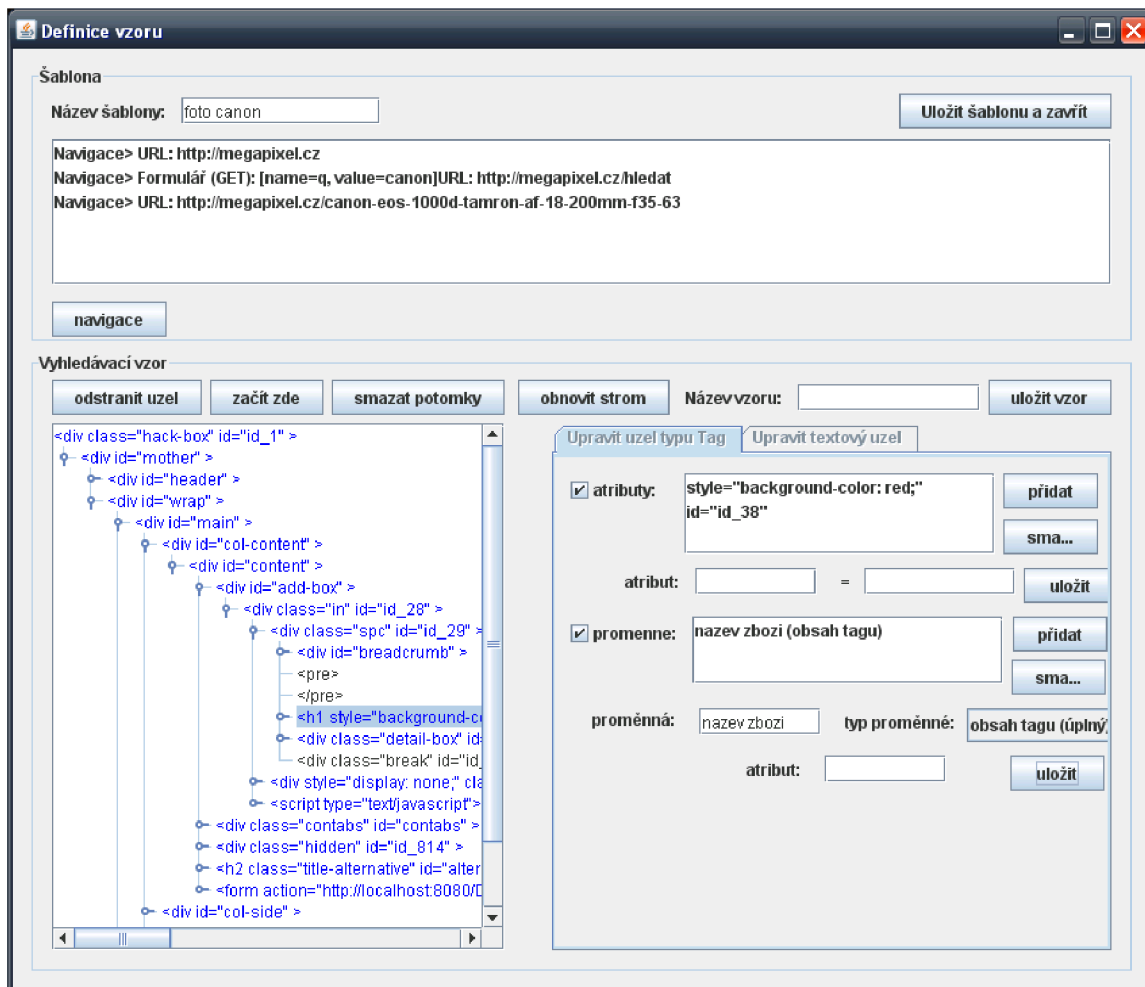 Definice vzoru
Šablona
Název šablony: foto canon Uložit šablonu a zavřít
Navigace> URL: http://megapixel.cz
Navigace> Formulář (GET): [name=q, value=canon]URL: http://megapixel.cz/hledat
Navigace> URL: http://megapixel.cz/canon-eos-1000d-tamron-af-18-200mm-f35-63
navigace
Vyhledávací vzor
odstranit uzel začít zde smazat potomky obnovit strom Název vzoru: uložit vzor
<div class="hack-box" id="id_1" >
<div id="mother" >
<div id="header" >
<div id="wrap" >
<div id="main" >
<div id="col-content" >
<div id="content" >
<div id="add-box" >
<div class="in" id="id_28" >
<div class="spc" id="id_29" >
<div id="breadcrumb" >
<pre>
</pre>
<h1 style="background-c
<div class="detail-box" id=
<div class="break" id="id_
<div style="display: none;" cla
<script type="text/javascript">
<div class="contabs" id="contabs" >
<div class="hidden" id="id_814" >
<h2 class="title-alternative" id="alter
<form action="http://localhost:8080/D
<div id="col-side" >
Upravit uzel typu Tag Upravit textový uzel
atributy: style="background-color: red;" přidat
id="id_38"
sma...
atribut: = uložit
promenne: nazev zbozi (obsah tagu) přidat
sma...
proměnná: nazev zbozi typ proměnné: obsah tagu (úplný)
atribut: uložit